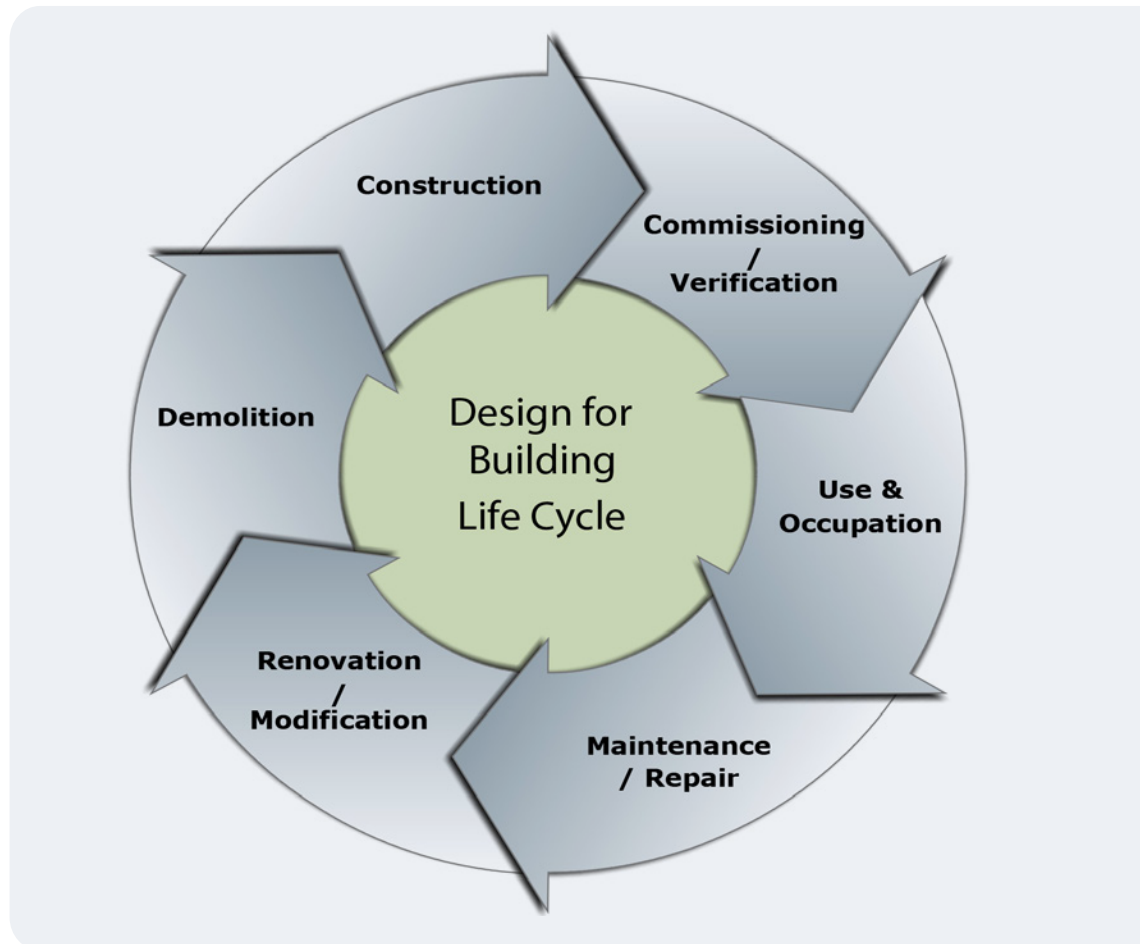 Construction
Commissioning
/
Verification
Use &
Occupation
Maintenance
/ Repair
Renovation
/
Modification
Demolition
Design for
Building
Life Cycle